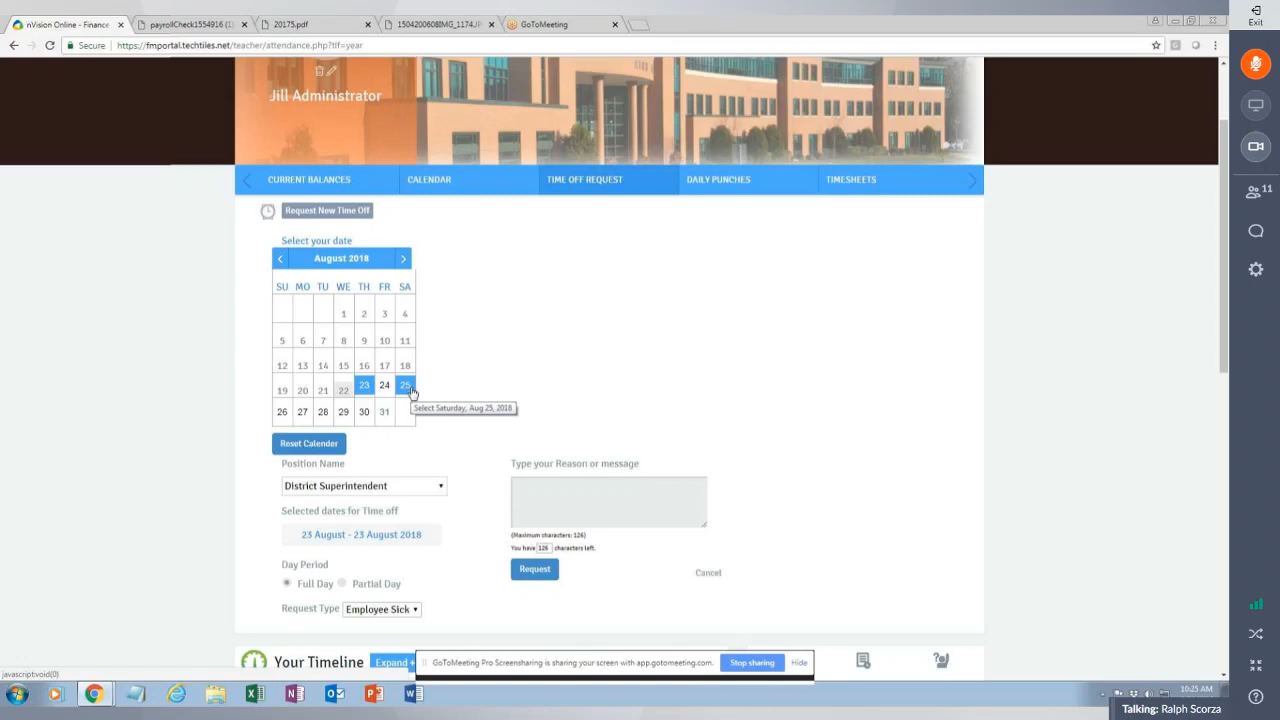 nVision Online - Finance
payrollCheck1554916 (1)
20175.pdf
1504200608IMG_1174.JP
GoToMeeting
Exit
Secure
https://fmportal.techtiles.net/teacher/attendance.php?tlf=year
Jill Administrator
CURRENT BALANCES
CALENDAR
TIME OFF REQUEST
DAILY PUNCHES
TIMESHEETS
11
Request New Time Off
Select your date
August 2018
SU MO TU WE TH FR SA
1 2 3 4
5 6 7 8 9 10 11
12 13 14 15 16 17 18
19 20 21 22 23 24 25
Select Saturday, Aug 25, 2018
26 27 28 29 30 31
Reset Calender
Position Name
Type your Reason or message
District Superintendent
Selected dates for Time off
23 August - 23 August 2018
(Maximum characters: 126)
You have 126 characters left.
Day Period
Request
Cancel
Full Day
Partial Day
Request Type
Employee Sick
Your Timeline
Expand +
GoToMeeting Pro Screensharing is sharing your screen with app.gotomeeting.com.
Stop sharing
Hide
javascript:void(0)
10:25 AM
Talking: Ralph Scorza